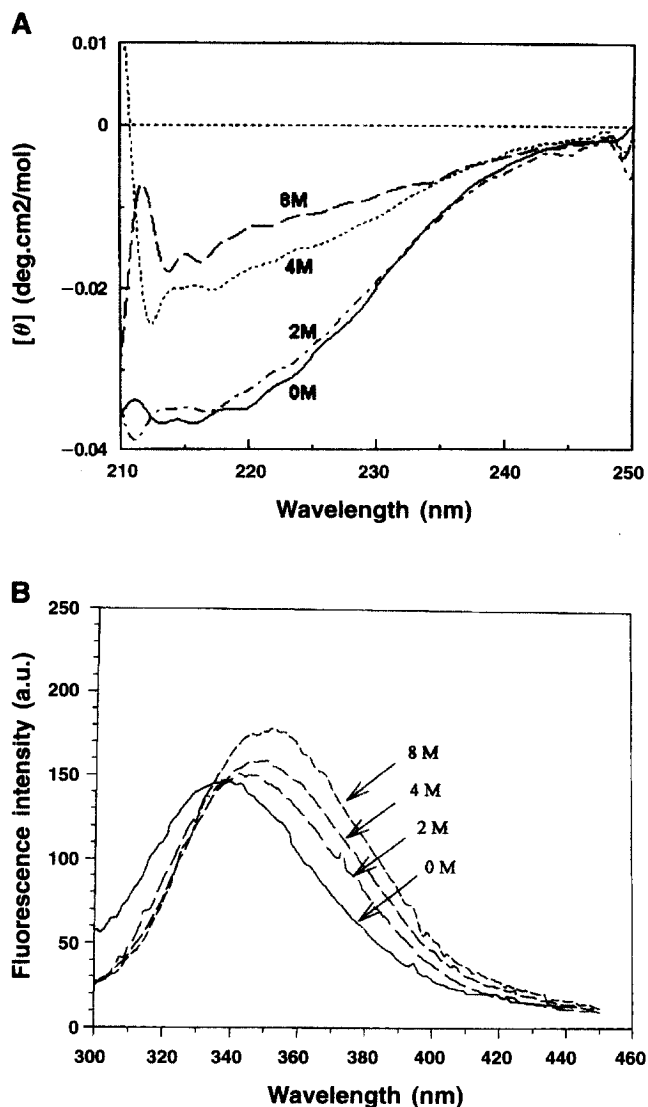 A
[θ] (deg.cm2/mol)
0.01
0
−0.02
−0.04
8M
4M
2M
0M
210 220 230 240 250
Wavelength (nm)
B
Fluorescence intensity (a.u.)
250
200
150
100
50
0
8 M
4 M
2 M
0 M
300 320 340 360 380 400 420 440 460
Wavelength (nm)